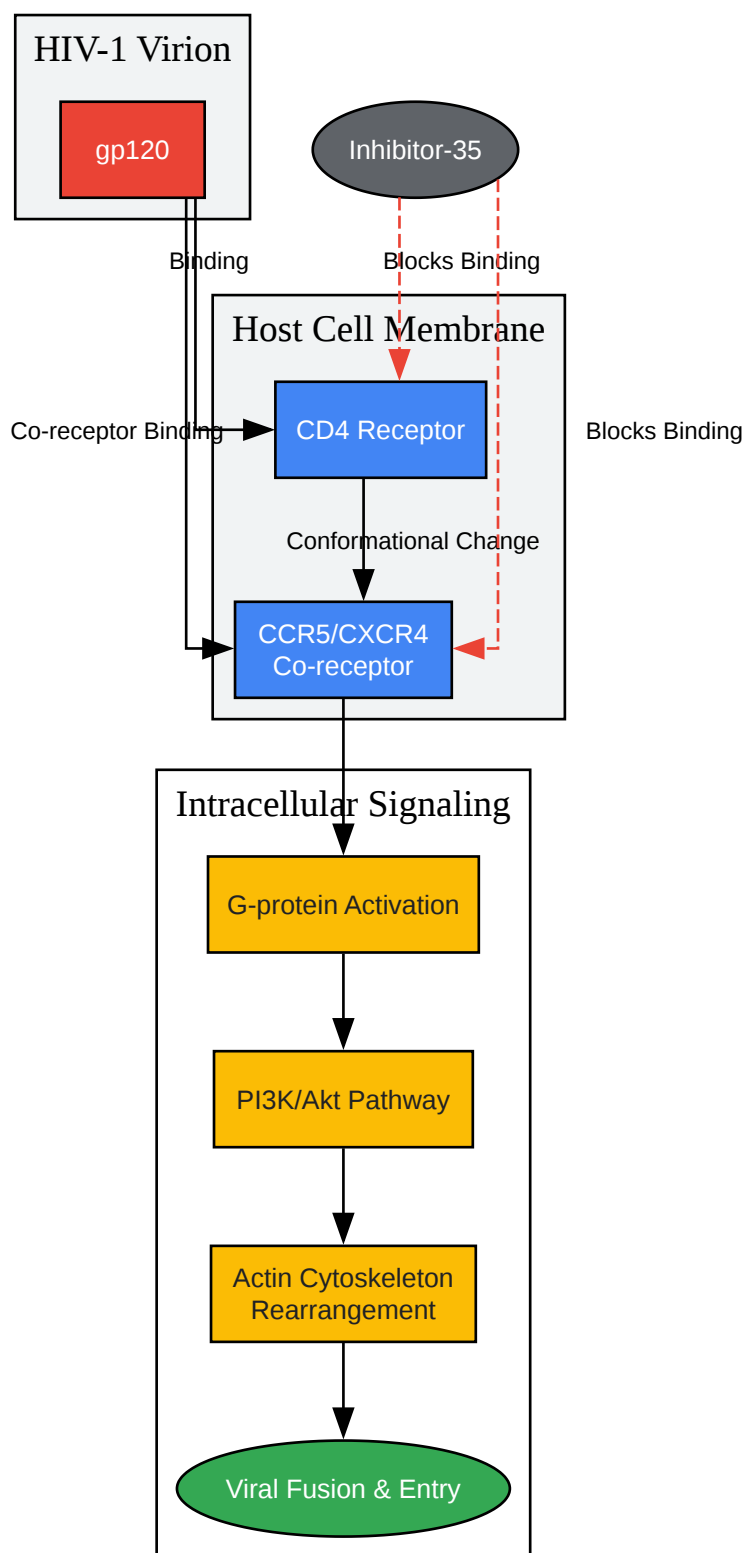 HIV-1 Virion
gp120
Inhibitor-35
Binding
Blocks Binding
Host Cell Membrane
CD4 Receptor
Co-receptor Binding
Blocks Binding
Conformational Change
CCR5/CXCR4
Co-receptor
Intracellular Signaling
G-protein Activation
PI3K/Akt Pathway
Actin Cytoskeleton
Rearrangement
Viral Fusion & Entry